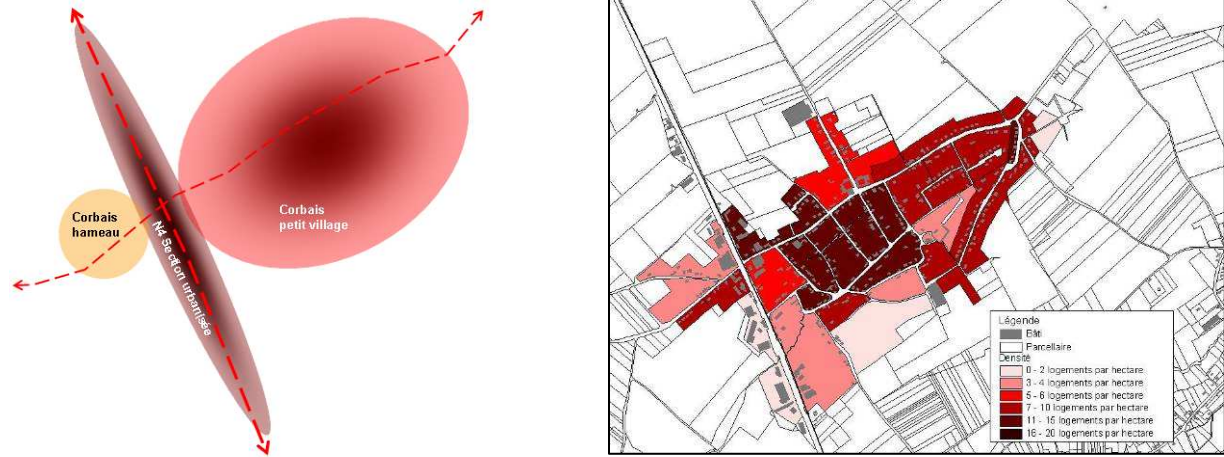 Corbais
hameau
N4 Section urbanisée
Corbais
petit village
Légende
Bâti
Parcellaire
Densité
0 - 2 logements par hectare
3 - 4 logements par hectare
5 - 6 logements par hectare
7 - 10 logements par hectare
11 - 15 logements par hectare
16 - 20 logements par hectare